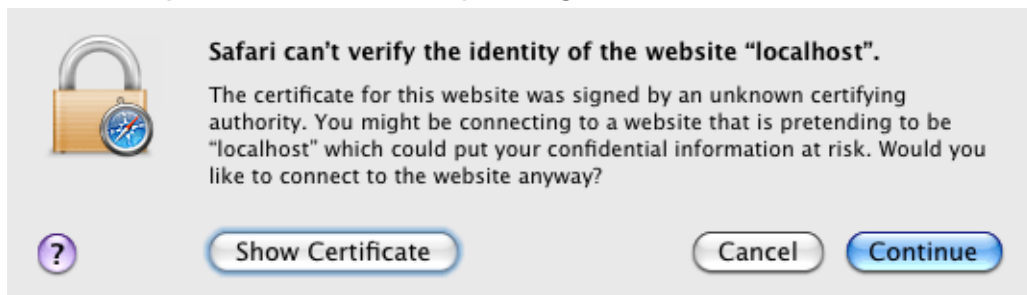 Safari can't verify the identity of the website “localhost”.
The certificate for this website was signed by an unknown certifying
authority. You might be connecting to a website that is pretending to be
“localhost” which could put your confidential information at risk. Would you
like to connect to the website anyway?
? Show Certificate Cancel Continue